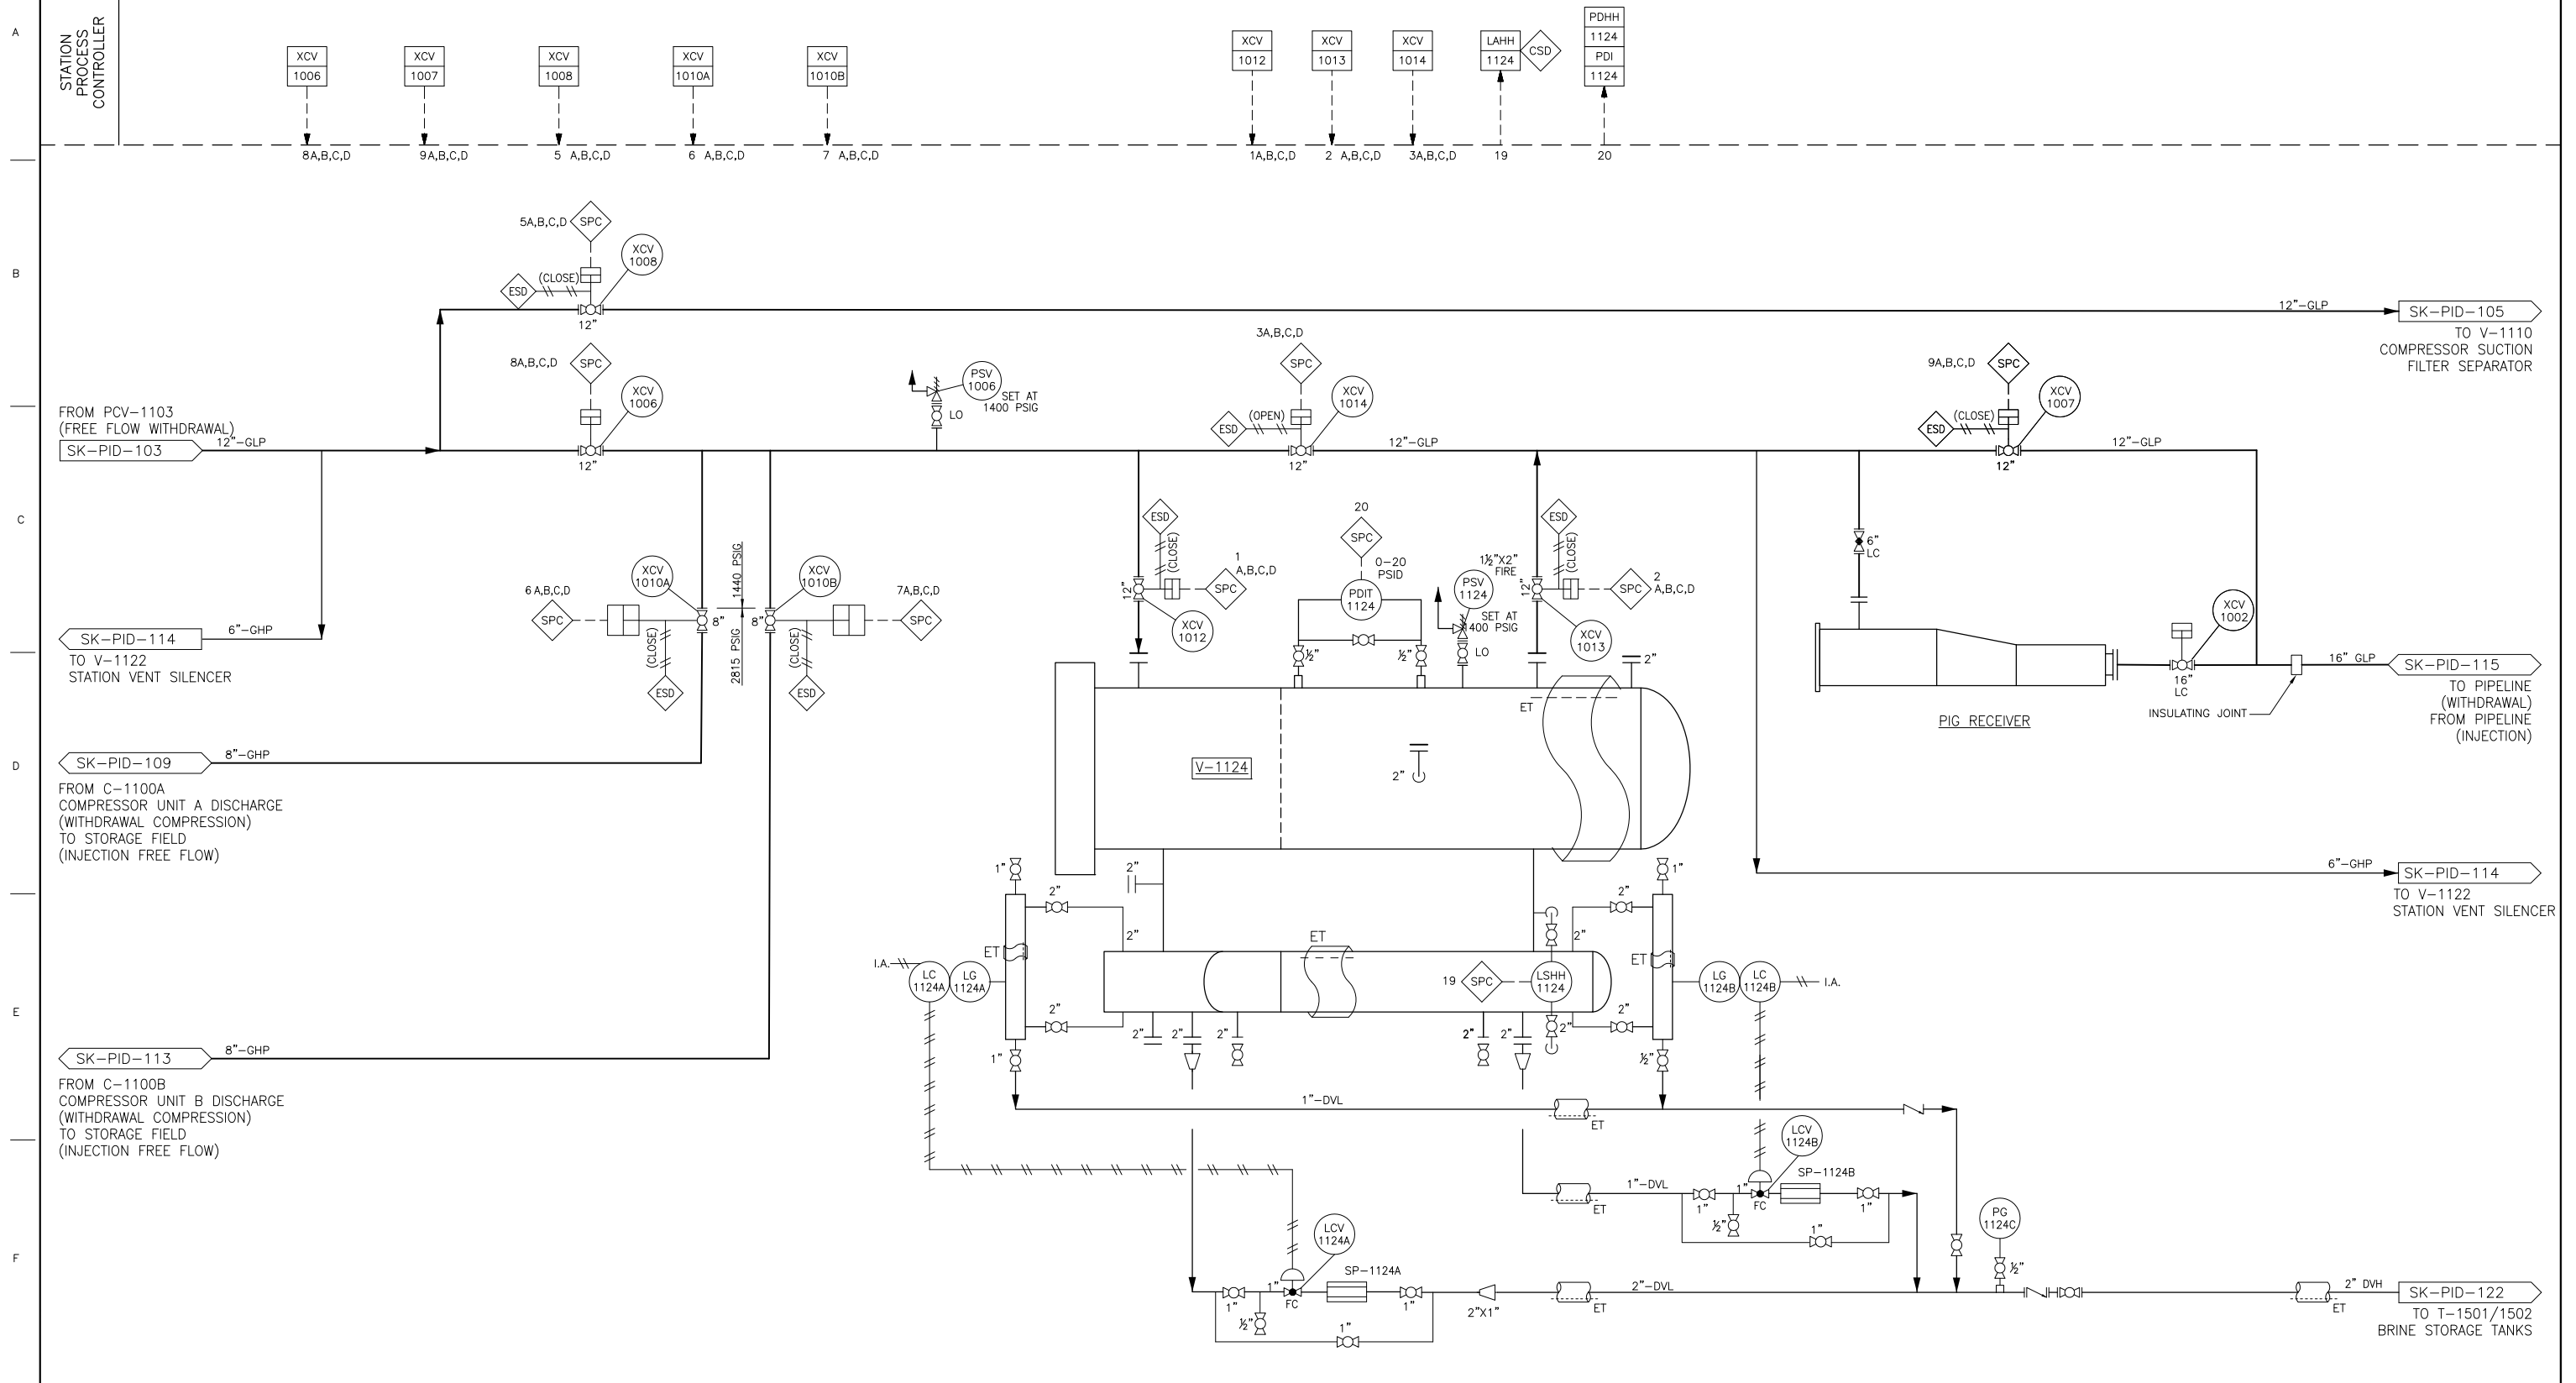 A
STATION
PROCESS
CONTROLLER
XCV
1006
XCV
1007
XCV
1008
XCV
1010A
XCV
1010B
XCV
1012
XCV
1013
XCV
1014
LAHH
1124
CSD
PDHH
1124
PDI
1124
8A,B,C,D
9A,B,C,D
5 A,B,C,D
6 A,B,C,D
7 A,B,C,D
1A,B,C,D
2 A,B,C,D
3A,B,C,D
19
20
B
5A,B,C,D
SPC
XCV
1008
ESD
(CLOSE)
12"
12"-GLP
SK-PID-105
TO V-1110
COMPRESSOR SUCTION
FILTER SEPARATOR
8A,B,C,D
SPC
XCV
1006
12"
PSV
1006
SET AT
1400 PSIG
LO
3A,B,C,D
SPC
XCV
1014
ESD
(OPEN)
12"
12"-GLP
9A,B,C,D
SPC
XCV
1007
ESD
(CLOSE)
12"
12"-GLP
FROM PCV-1103
(FREE FLOW WITHDRAWAL)
SK-PID-103
12"-GLP
C
SK-PID-114
6"-GHP
TO V-1122
STATION VENT SILENCER
6 A,B,C,D
SPC
XCV
1010A
8"
(CLOSE)
ESD
1440 PSIG
2815 PSIG
XCV
1010B
8"
7A,B,C,D
SPC
(CLOSE)
ESD
ESD
(CLOSE)
1
A,B,C,D
SPC
12"
XCV
1012
20
SPC
0-20
PSID
PDIT
1124
½"
½"
1½"X2"
FIRE
PSV
1124
SET AT
1400 PSIG
LO
ESD
(CLOSE)
12"
2
A,B,C,D
SPC
XCV
1013
2"
6"
LC
XCV
1002
16"
LC
16" GLP
SK-PID-115
TO PIPELINE
(WITHDRAWAL)
FROM PIPELINE
(INJECTION)
INSULATING JOINT
PIG RECEIVER
D
SK-PID-109
8"-GHP
FROM C-1100A
COMPRESSOR UNIT A DISCHARGE
(WITHDRAWAL COMPRESSION)
TO STORAGE FIELD
(INJECTION FREE FLOW)
V-1124
ET
2"
6"-GHP
SK-PID-114
TO V-1122
STATION VENT SILENCER
1"
2"
2"
2"
ET
I.A.
LC
1124A
LG
1124A
2"
1"
ET
19
SPC
LSHH
1124
2"
2"
1"
ET
LG
1124B
LC
1124B
I.A.
2"
½"
2"
2"
2"
2"
2"
2"
E
SK-PID-113
8"-GHP
FROM C-1100B
COMPRESSOR UNIT B DISCHARGE
(WITHDRAWAL COMPRESSION)
TO STORAGE FIELD
(INJECTION FREE FLOW)
1"-DVL
ET
LCV
1124B
SP-1124B
1"-DVL
ET
1"
½"
1"
FC
1"
1"
F
LCV
1124A
SP-1124A
1"
½"
1"
FC
1"
1"
2"X1"
ET
2"-DVL
PG
1124C
½"
2" DVH
ET
SK-PID-122
TO T-1501/1502
BRINE STORAGE TANKS